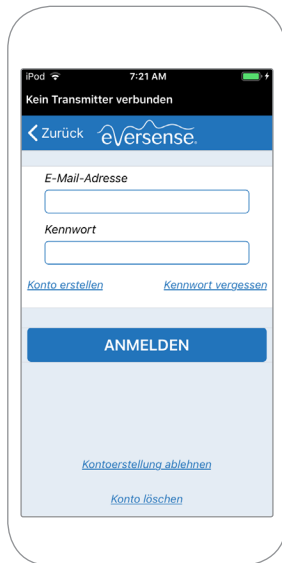 iPod 7:21 AM
Kein Transmitter verbunden
Zurück eversense.
E-Mail-Adresse
Kennwort
Konto erstellen Kennwort vergessen
ANMELDEN
Kontoerstellung ablehnen
Konto löschen